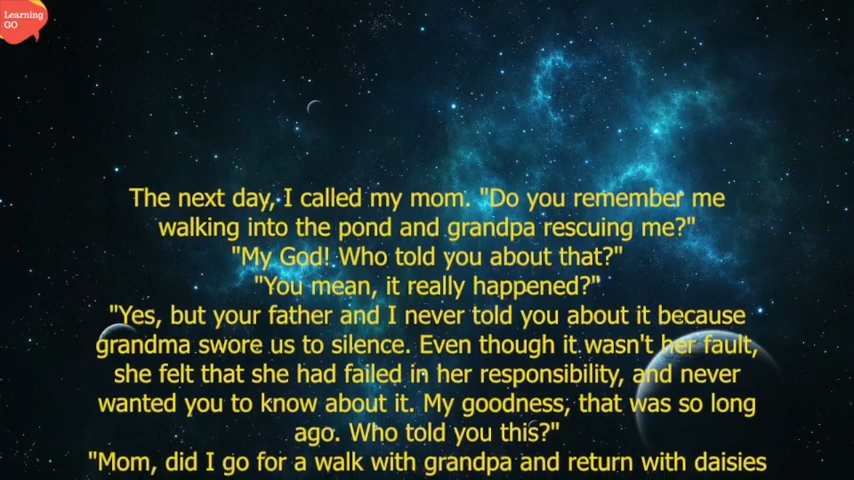 Learning
GO
The next day, I called my mom. "Do you remember me
walking into the pond and grandpa rescuing me?"
"My God! Who told you about that?"
"You mean, it really happened?"
"Yes, but your father and I never told you about it because
grandma swore us to silence. Even though it wasn't her fault,
she felt that she had failed in her responsibility, and never
wanted you to know about it. My goodness, that was so long
ago. Who told you this?"
"Mom, did I go for a walk with grandpa and return with daisies